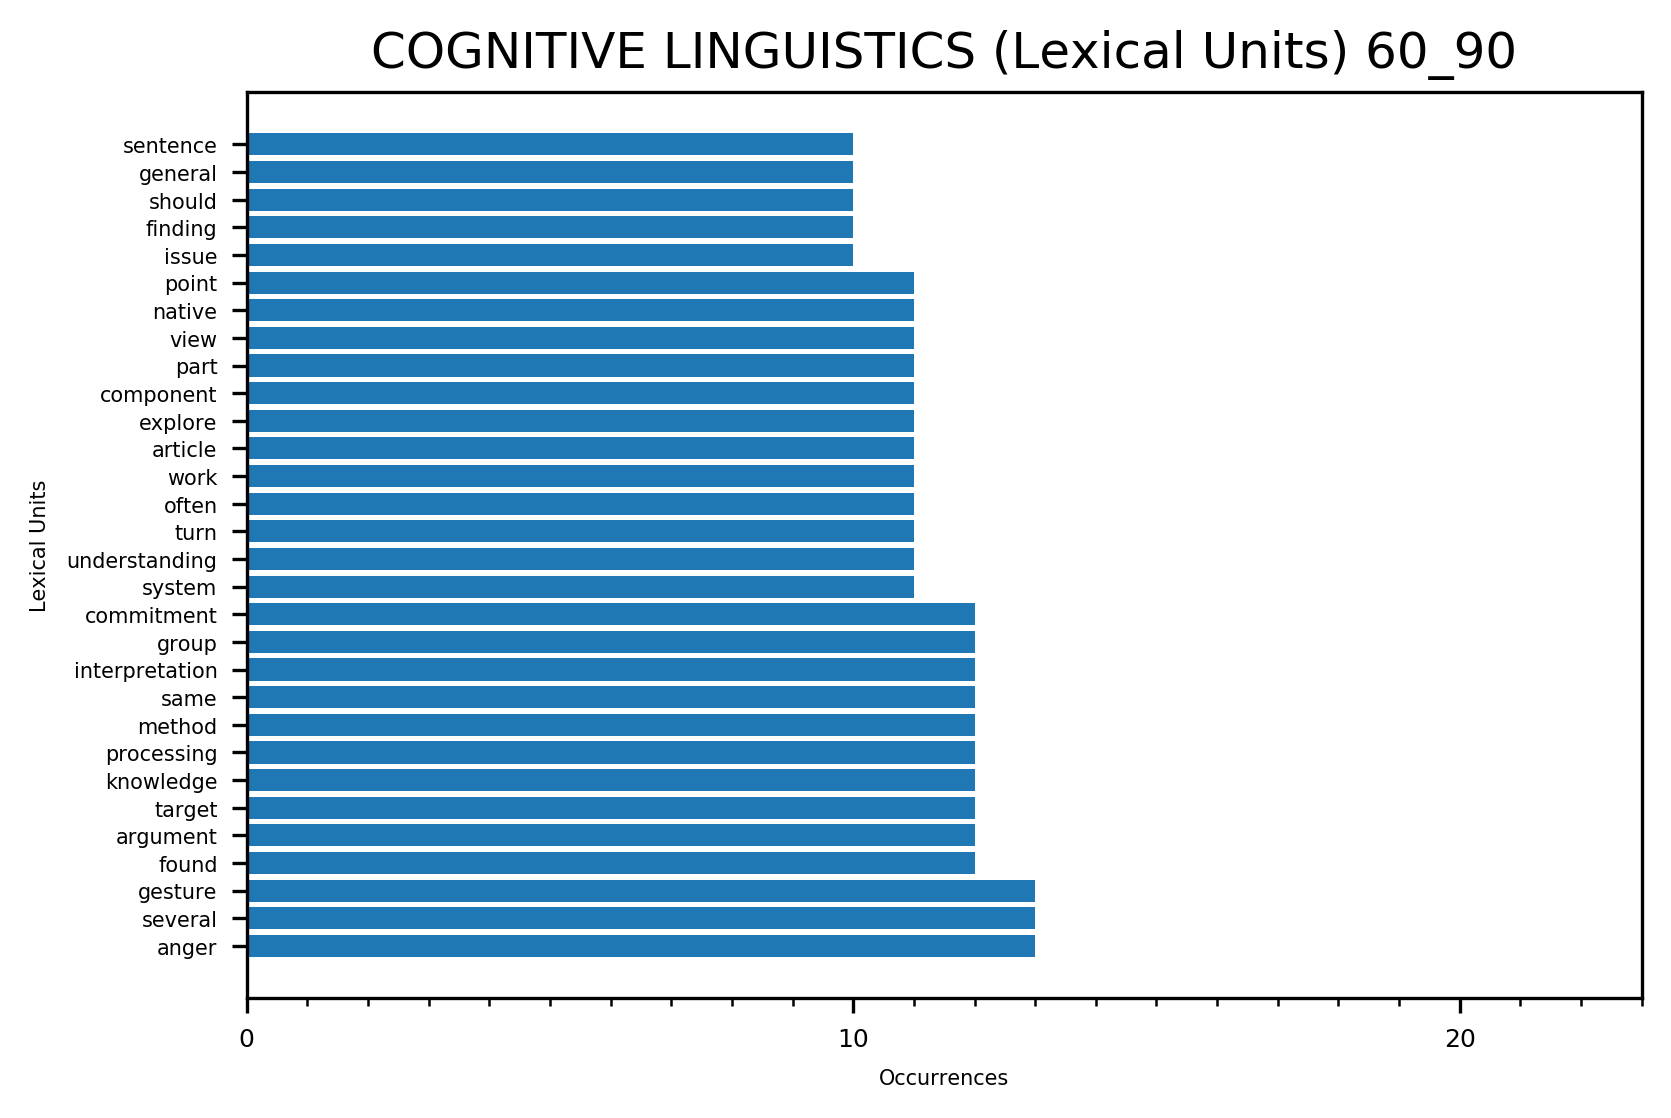 COGNITIVE LINGUISTICS (Lexical Units) 60_90
sentence
general
should
finding
issue
point
native
view
part
component
explore
article
work
often
turn
understanding
system
commitment
group
interpretation
same
method
processing
knowledge
target
argument
found
gesture
several
anger
Lexical Units
0 10 20
Occurrences